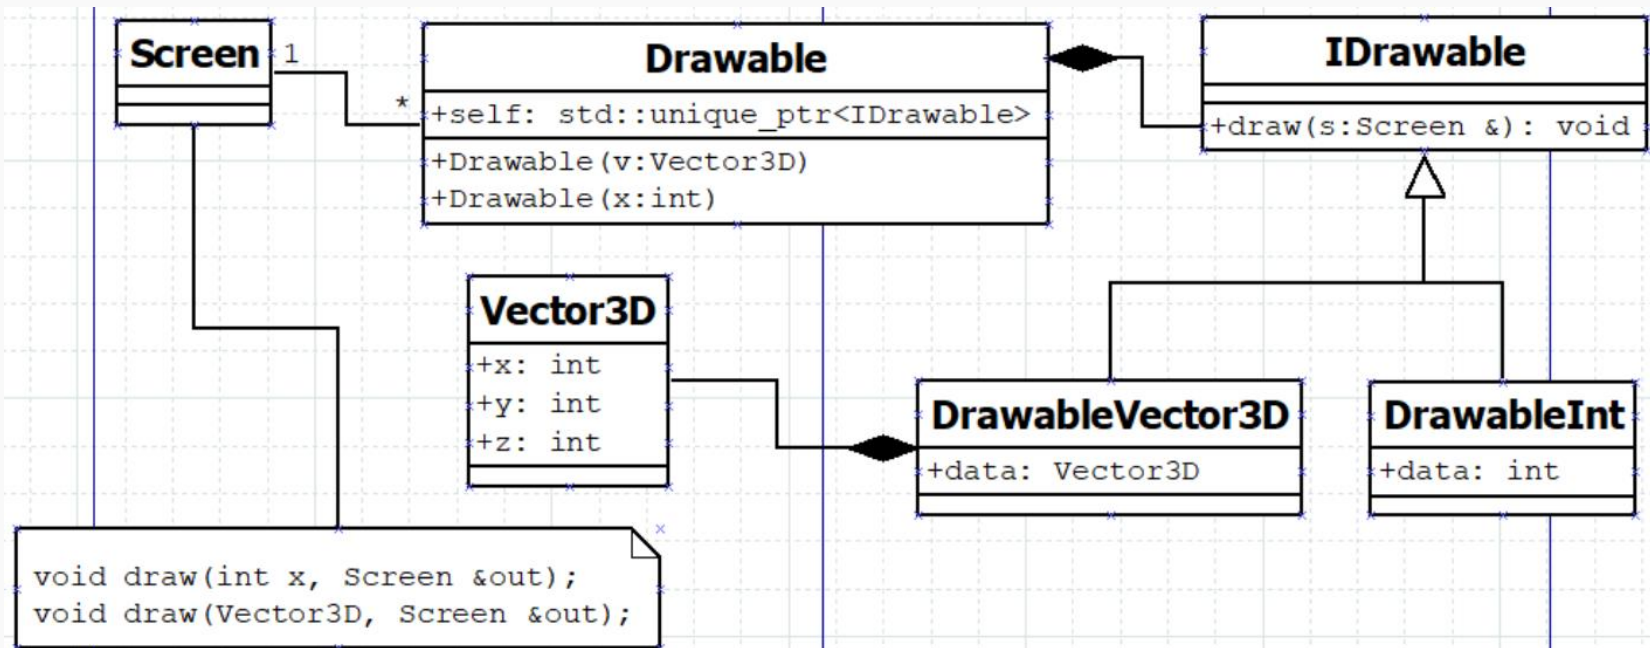 Screen
1
*
Drawable
+self: std::unique_ptr<IDrawable>
+Drawable(v:Vector3D)
+Drawable(x:int)
IDrawable
+draw(s:Screen &): void
Vector3D
+x: int
+y: int
+z: int
DrawableVector3D
+data: Vector3D
DrawableInt
+data: int
void draw(int x, Screen &out);
void draw(Vector3D, Screen &out);